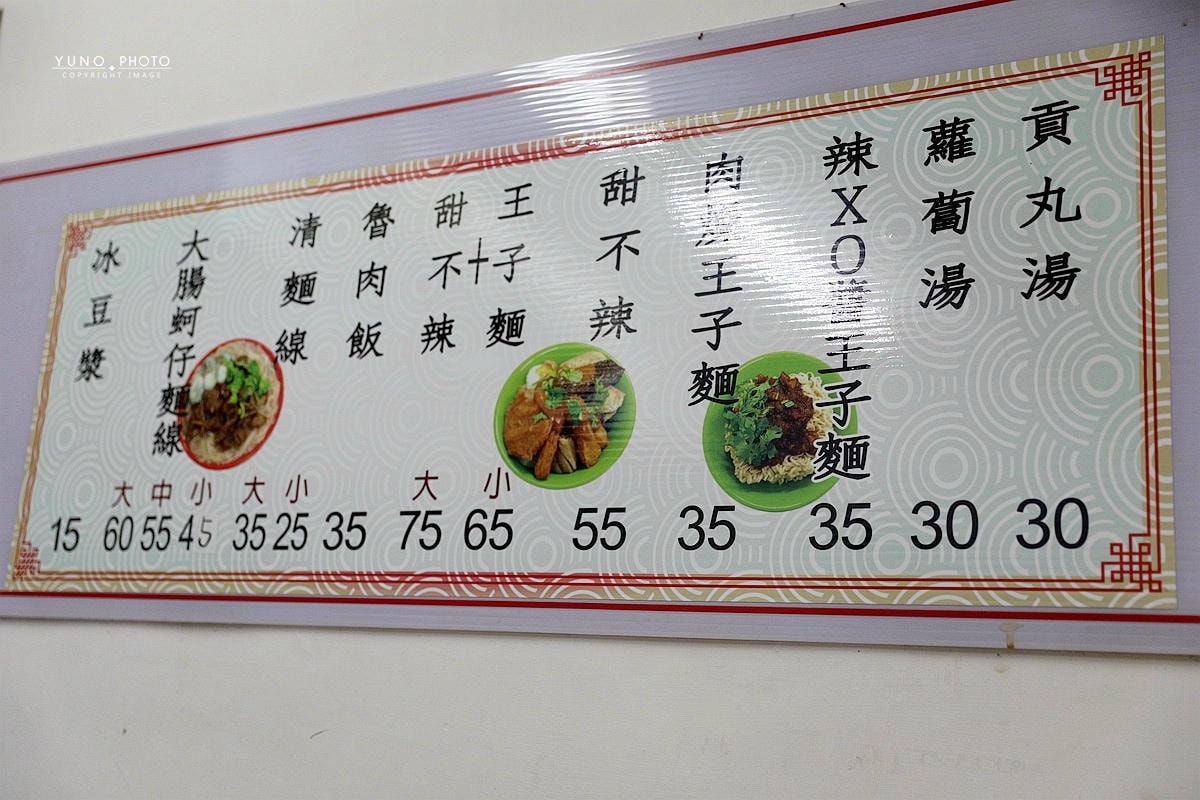 YUNO PHOTO
COPYRIGHT IMAGE
貢丸湯
30
蘿蔔湯
30
辣XO醬王子麵
35
肉王子麵
35
甜不辣
55
王子麵
+
甜不辣
大 小
75 65
魯肉飯
35
清麵線
大 小
35 25
大腸蚵仔麵線
大 中 小
60 55 45
冰豆漿
15